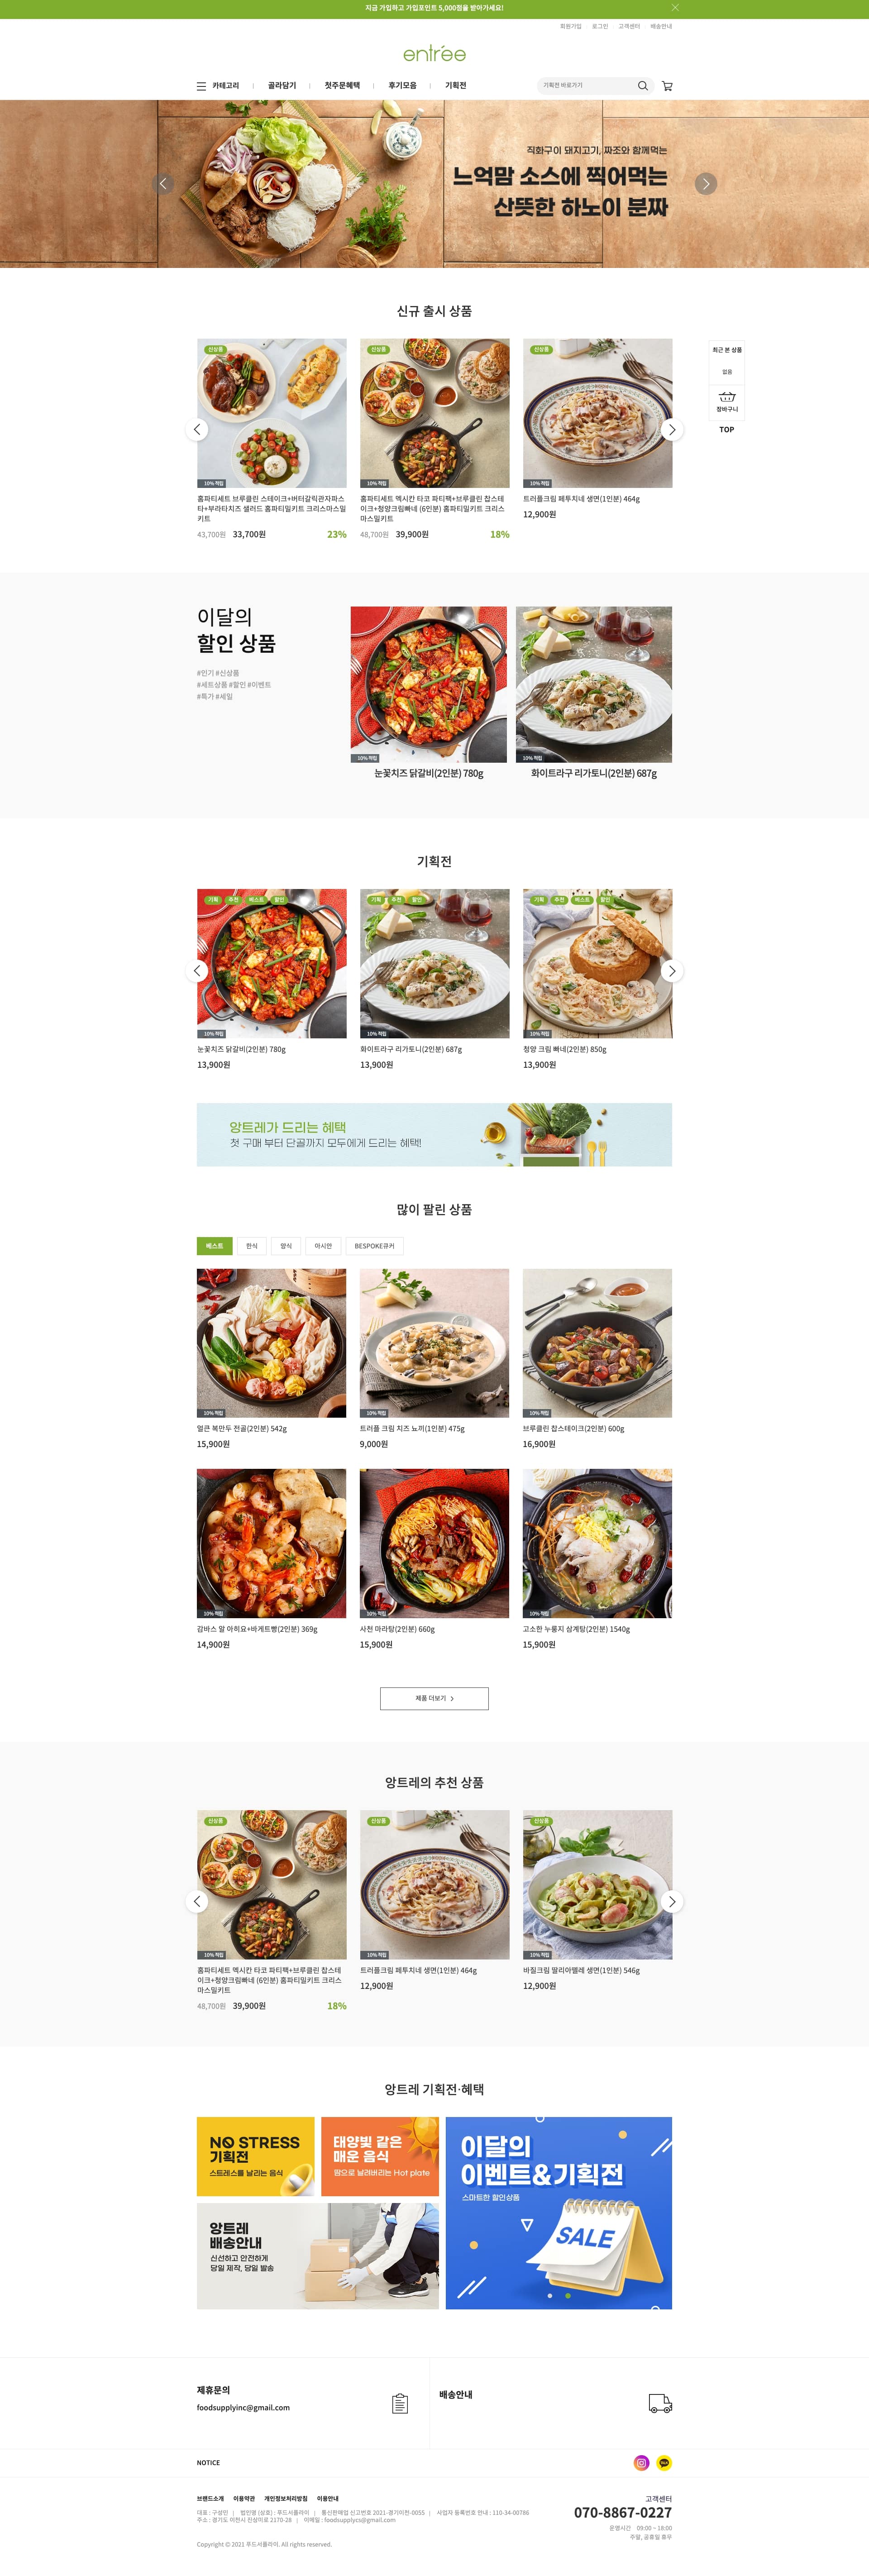 지금 가입하고 가입포인트 5,000점을 받아가세요!
회원가입 로그인 고객센터 배송안내
entrée
카테고리 골라담기 첫주문혜택 후기모음 기획전
기획전 바로가기
직화구이 돼지고기, 짜조와 함께먹는
느억맘 소스에 찍어먹는
산뜻한 하노이 분짜
신규 출시 상품
최근 본 상품
없음
장바구니
TOP
신상품 신상품 신상품
10% 적립 10% 적립 10% 적립
홈파티세트 브루클린 스테이크+버터갈릭관자파스
타+부라타치즈 샐러드 홈파티밀키트 크리스마스밀
키트
43,700원 33,700원 23%
홈파티세트 멕시칸 타코 파티팩+브루클린 찹스테
이크+청양크림빠네 (6인분) 홈파티밀키트 크리스
마스밀키트
48,700원 39,900원 18%
트러플크림 페투치네 생면(1인분) 464g
12,900원
이달의
할인 상품
#인기 #신상품
#세트상품 #할인 #이벤트
#특가 #세일
10% 적립 10% 적립
눈꽃치즈 닭갈비(2인분) 780g
화이트라구 리가토니(2인분) 687g
기획전
기획 추천 베스트 할인
기획 추천 할인
기획 추천 베스트 할인
10% 적립 10% 적립 10% 적립
눈꽃치즈 닭갈비(2인분) 780g
13,900원
화이트라구 리가토니(2인분) 687g
13,900원
청양 크림 빠네(2인분) 850g
13,900원
앙트레가 드리는 혜택
첫 구매 부터 단골까지 모두에게 드리는 혜택!
많이 팔린 상품
베스트 한식 양식 아시안 BESPOKE큐커
10% 적립 10% 적립 10% 적립
얼큰 복만두 전골(2인분) 542g
15,900원
트러플 크림 치즈 뇨끼(1인분) 475g
9,000원
브루클린 찹스테이크(2인분) 600g
16,900원
10% 적립 10% 적립 10% 적립
감바스 알 아히요+바게트빵(2인분) 369g
14,900원
사천 마라탕(2인분) 660g
15,900원
고소한 누룽지 삼계탕(2인분) 1540g
15,900원
제품 더보기
앙트레의 추천 상품
신상품 신상품 신상품
10% 적립 10% 적립 10% 적립
홈파티세트 멕시칸 타코 파티팩+브루클린 찹스테
이크+청양크림빠네 (6인분) 홈파티밀키트 크리스
마스밀키트
48,700원 39,900원 18%
트러플크림 페투치네 생면(1인분) 464g
12,900원
바질크림 딸리아뗄레 생면(1인분) 546g
12,900원
앙트레 기획전·혜택
NO STRESS
기획전
스트레스를 날리는 음식
태양빛 같은
매운 음식
땀으로 날려버리는 Hot plate
이달의
이벤트&기획전
스마트한 할인상품
SALE
앙트레
배송안내
신선하고 안전하게
당일 제작, 당일 발송
제휴문의
foodsupplyinc@gmail.com
배송안내
NOTICE
브랜드소개 이용약관 개인정보처리방침 이용안내
대표 : 구성민 | 법인명 (상호) : 푸드서플라이 | 통신판매업 신고번호 2021-경기이천-0055 | 사업자 등록번호 안내 : 110-34-00786
주소 : 경기도 이천시 진상미로 2170-28 | 이메일 : foodsupplycs@gmail.com
Copyright © 2021 푸드서플라이. All rights reserved.
고객센터
070-8867-0227
운영시간 09:00 ~ 18:00
주말, 공휴일 휴무